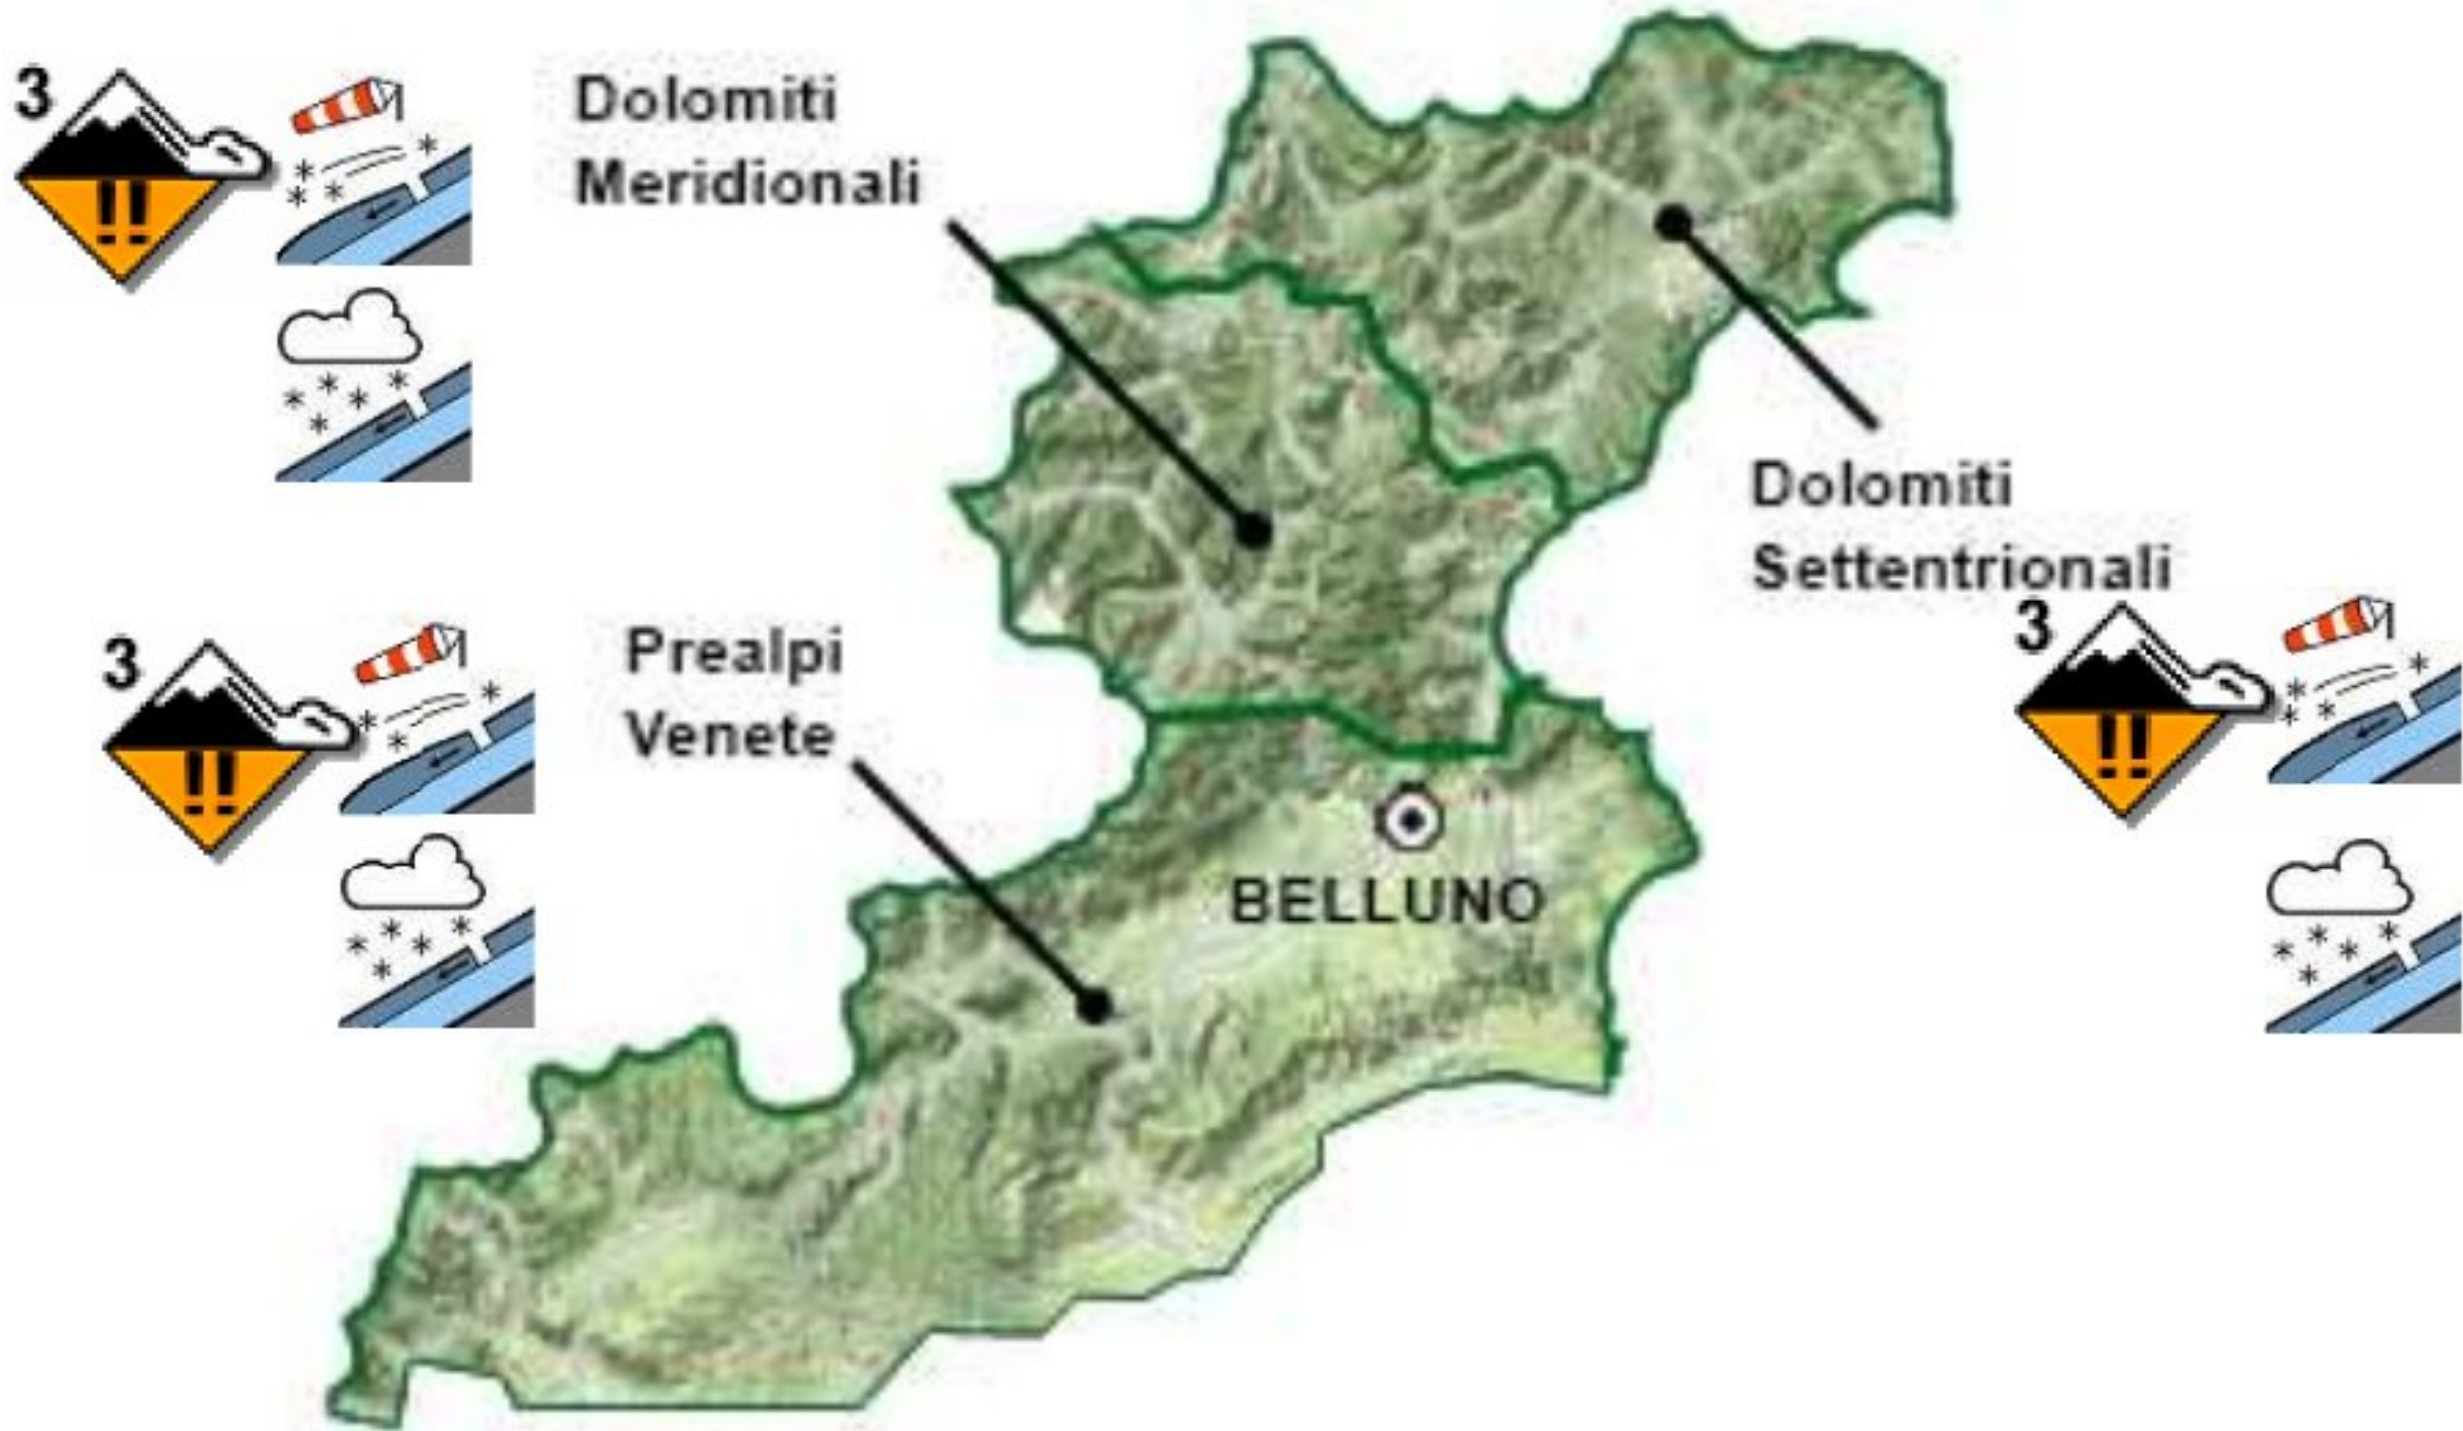 3
Dolomiti
Meridionali
Dolomiti
Settentrionali
3
Prealpi
Venete
3
BELLUNO